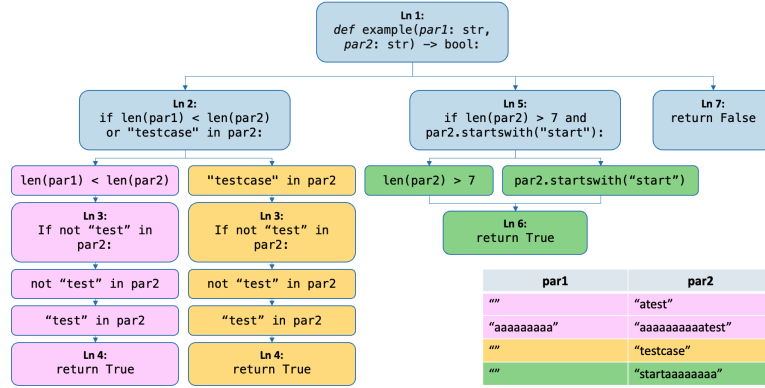 Ln 1:
def example(par1: str,
par2: str) –> bool:
Ln 2:
if len(par1) < len(par2)
or "testcase" in par2:
Ln 5:
if len(par2) > 7 and
par2.startswith("start"):
Ln 7:
return False
len(par1) < len(par2)
"testcase" in par2
len(par2) > 7
par2.startswith(“start”)
Ln 3:
If not “test” in
par2:
Ln 3:
If not “test” in
par2:
Ln 6:
return True
not “test” in par2
not “test” in par2
“test” in par2
“test” in par2
Ln 4:
return True
Ln 4:
return True
par1 par2
“” “atest”
“aaaaaaaaa” “aaaaaaaaaatest”
“” “testcase”
“” “startaaaaaaaa”